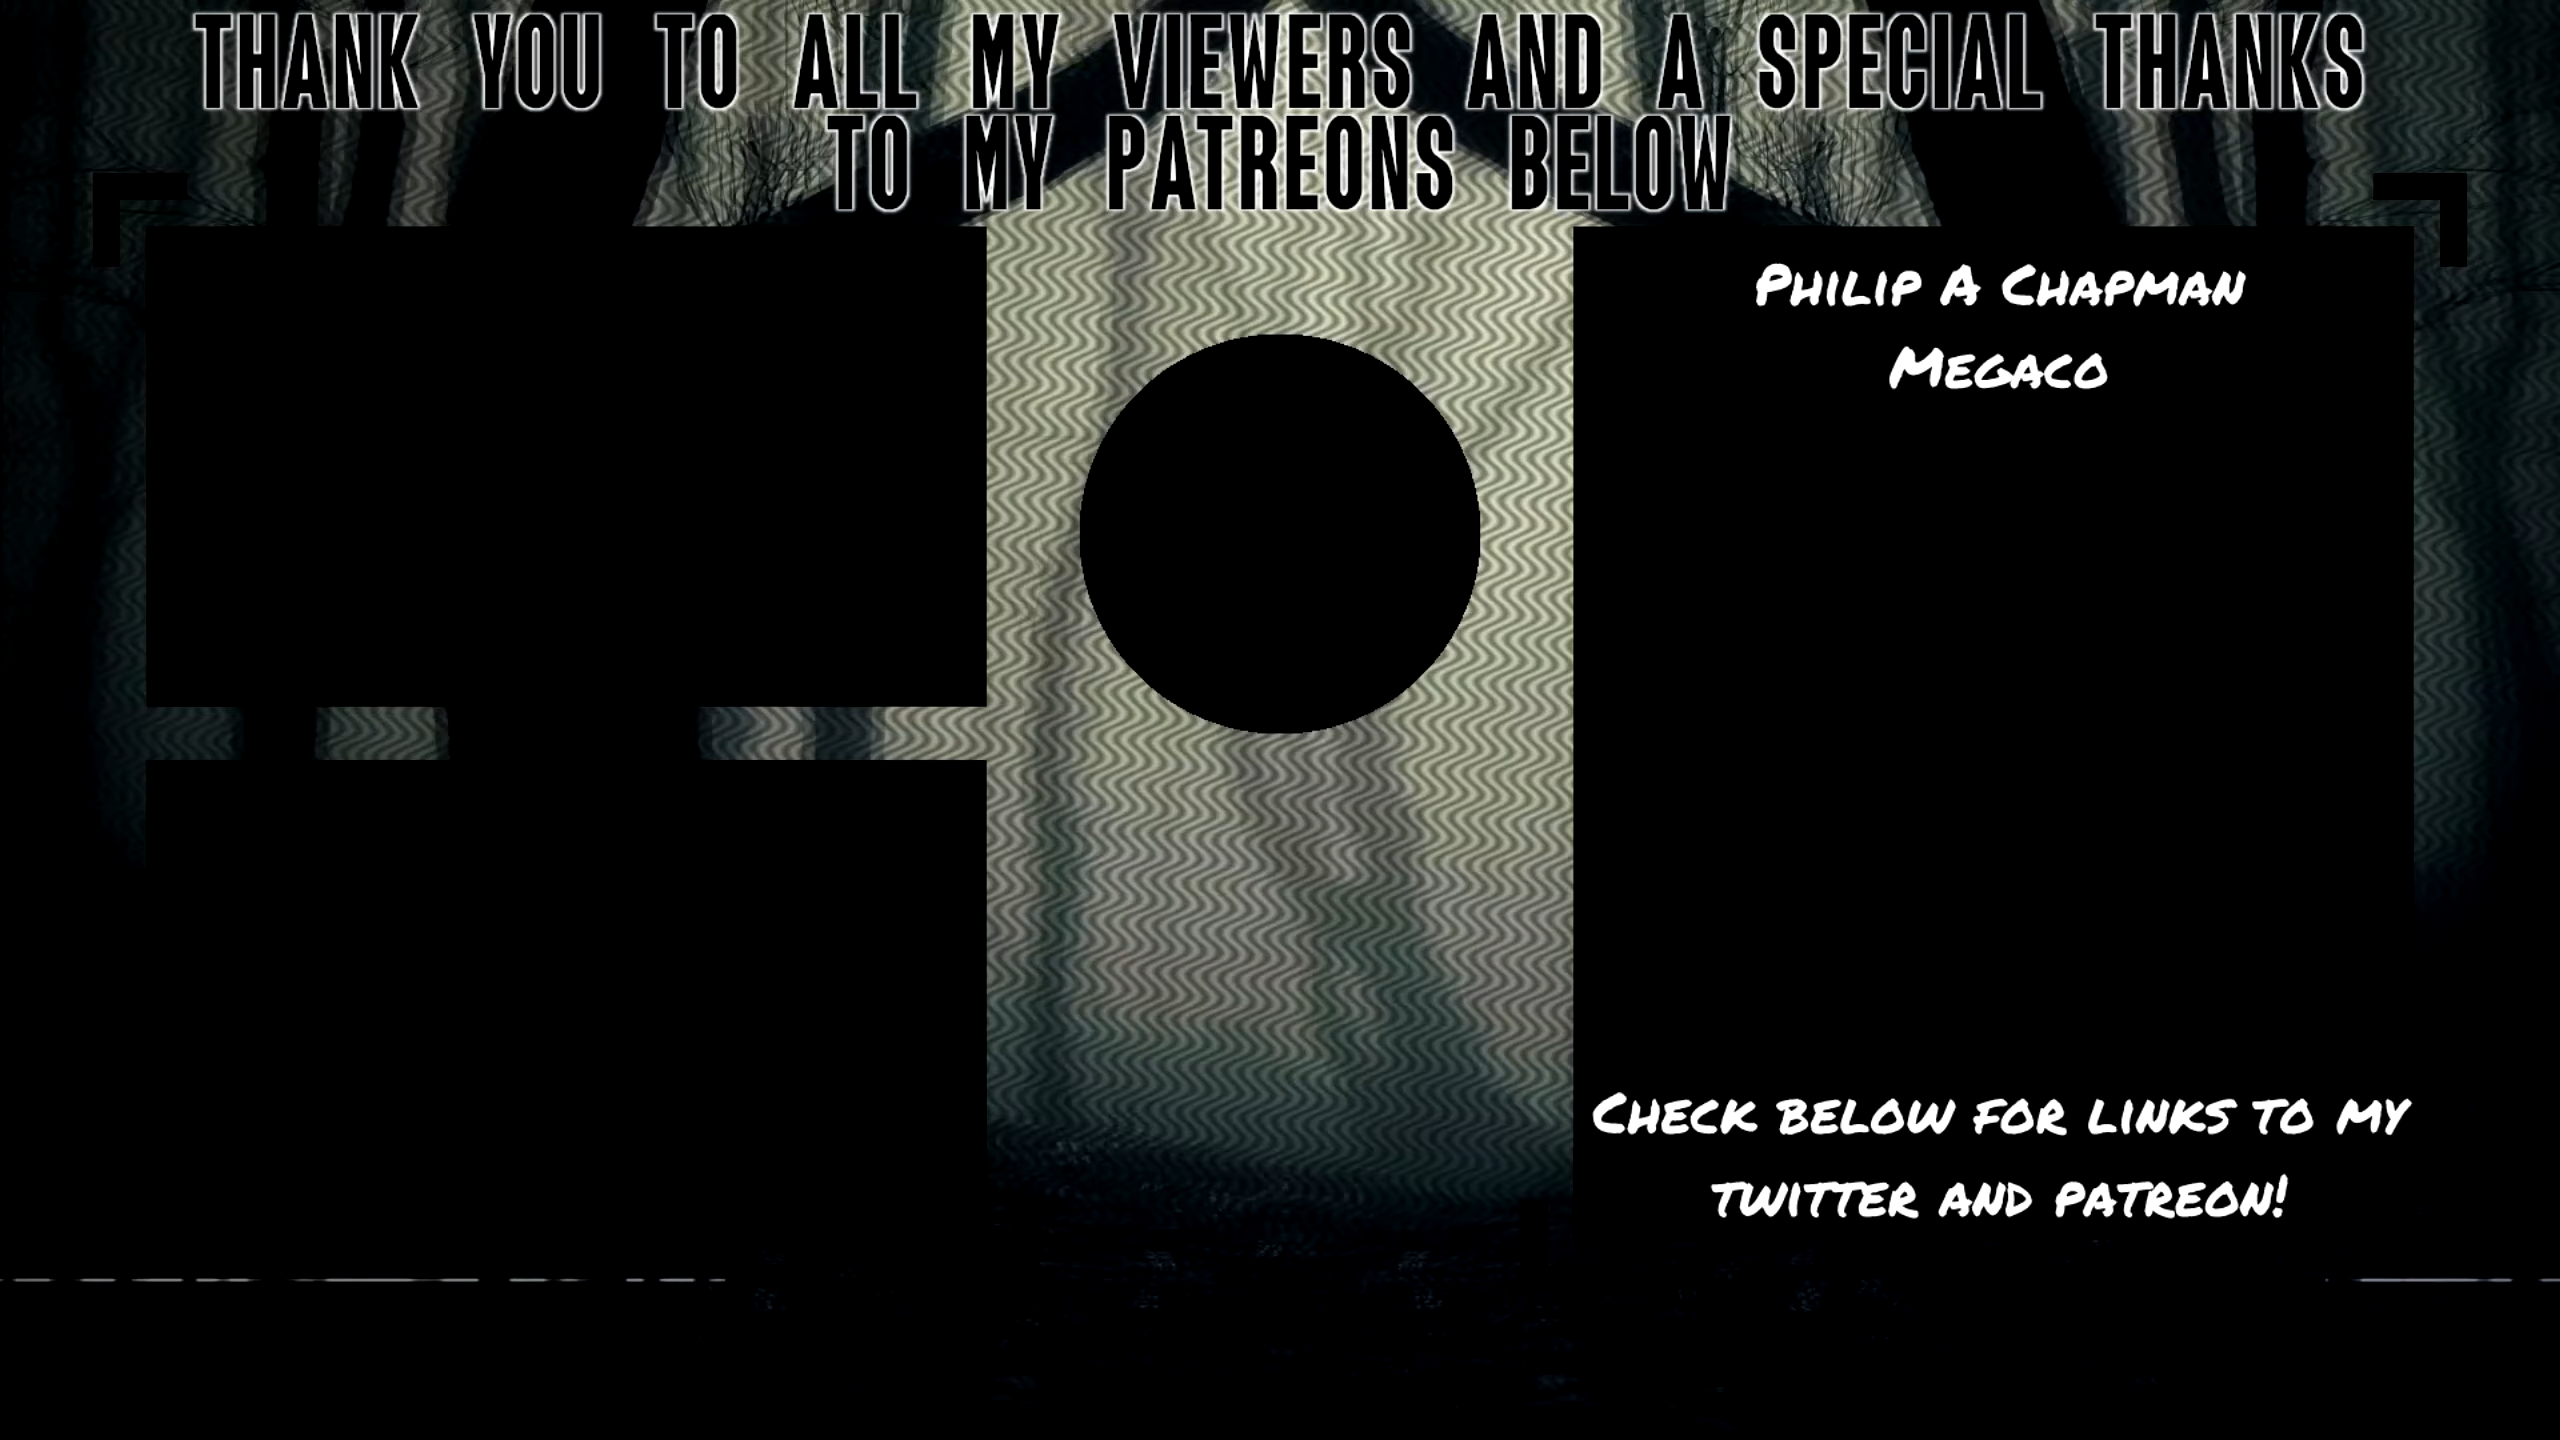 THANK YOU TO ALL MY VIEWERS AND A SPECIAL THANKS
TO MY PATREONS BELOW
Philip A Chapman
Megaco
Check below for links to my
twitter and patreon!